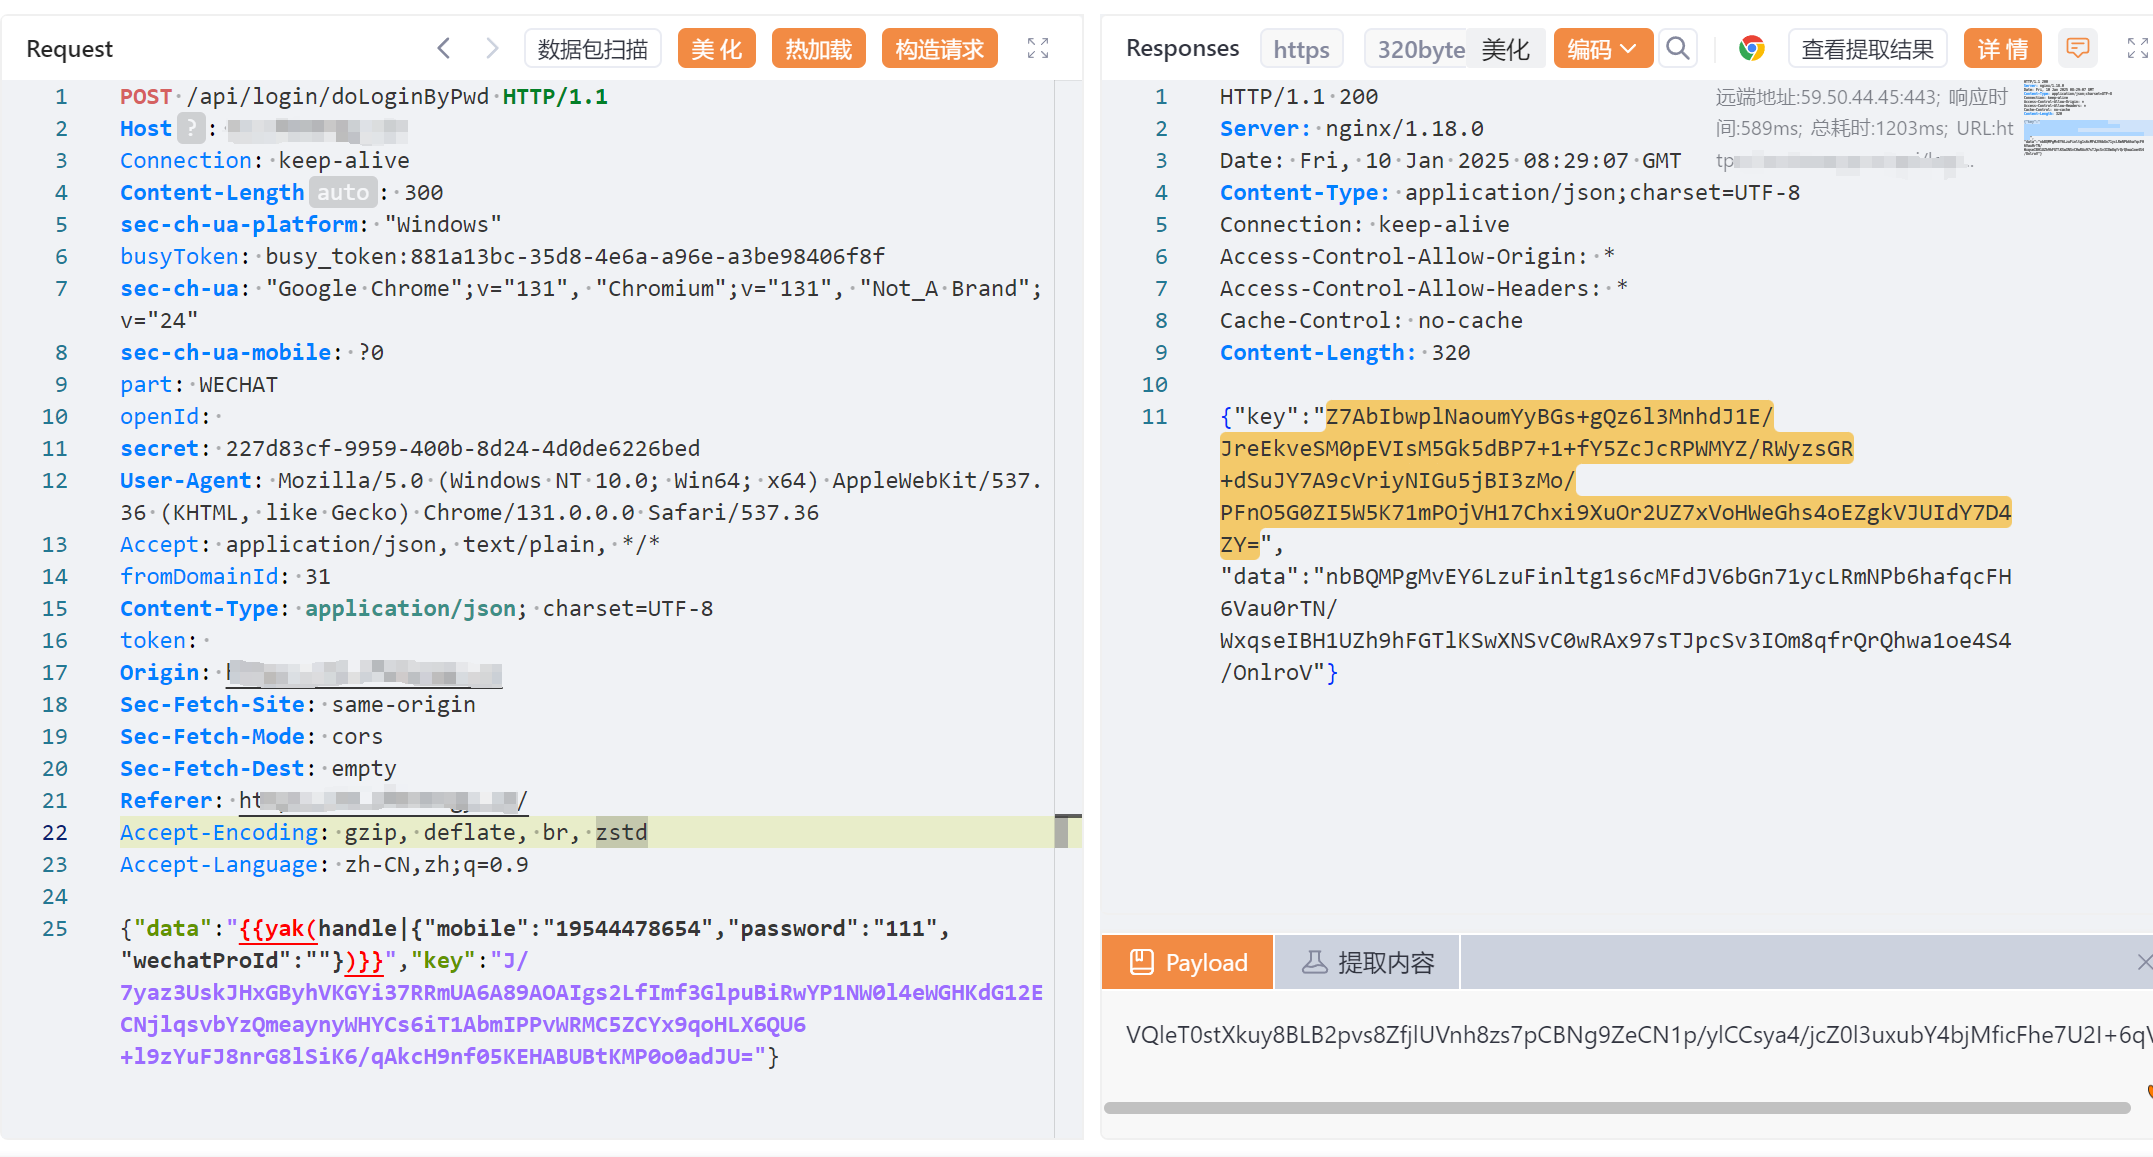 Request
数据包扫描
美 化
热加载
构造请求
1 POST /api/login/doLoginByPwd HTTP/1.1
2 Host ? :
3 Connection: keep-alive
4 Content-Length auto : 300
5 sec-ch-ua-platform: "Windows"
6 busyToken: busy_token:881a13bc-35d8-4e6a-a96e-a3be98406f8f
7 sec-ch-ua: "Google Chrome";v="131", "Chromium";v="131", "Not_A Brand";
v="24"
8 sec-ch-ua-mobile: ?0
9 part: WECHAT
10 openId:
11 secret: 227d83cf-9959-400b-8d24-4d0de6226bed
12 User-Agent: Mozilla/5.0 (Windows NT 10.0; Win64; x64) AppleWebKit/537.
36 (KHTML, like Gecko) Chrome/131.0.0.0 Safari/537.36
13 Accept: application/json, text/plain, */*
14 fromDomainId: 31
15 Content-Type: application/json; charset=UTF-8
16 token:
17 Origin: h
18 Sec-Fetch-Site: same-origin
19 Sec-Fetch-Mode: cors
20 Sec-Fetch-Dest: empty
21 Referer: ht /
22 Accept-Encoding: gzip, deflate, br, zstd
23 Accept-Language: zh-CN,zh;q=0.9
24
25 {"data":"{{yak(handle|{"mobile":"19544478654","password":"111",
"wechatProId":""})}}","key":"J/
7yaz3UskJHxGByhVKGYi37RRmUA6A89AOAIgs2LfImf3GlpuBiRwYP1NW0l4eWGHKdG12E
CNjlqsvbYzQmeaynyWHYCs6iT1AbmIPPvWRMC5ZCYx9qoHLX6QU6
+l9zYuFJ8nrG8lSiK6/qAkcH9nf05KEHABUBtKMP0o0adJU="}
Responses
https
320byte
美化
编码
查看提取结果
详 情
1 HTTP/1.1 200
2 Server: nginx/1.18.0
3 Date: Fri, 10 Jan 2025 08:29:07 GMT
4 Content-Type: application/json;charset=UTF-8
5 Connection: keep-alive
6 Access-Control-Allow-Origin: *
7 Access-Control-Allow-Headers: *
8 Cache-Control: no-cache
9 Content-Length: 320
10
11 {"key":"Z7AbIbwplNaoumYyBGs+gQz6l3MnhdJ1E/
JreEkveSM0pEVIsM5Gk5dBP7+1+fY5ZcJcRPWMYZ/RWyzsGR
+dSuJY7A9cVriyNIGu5jBI3zMo/
PFnO5G0ZI5W5K71mPOjVH17Chxi9XuOr2UZ7xVoHWeGhs4oEZgkVJUIdY7D4
ZY=",
"data":"nbBQMPgMvEY6LzuFinltg1s6cMFdJV6bGn71ycLRmNPb6hafqcFH
6Vau0rTN/
WxqseIBH1UZh9hFGTlKSwXNSvC0wRAx97sTJpcSv3IOm8qfrQrQhwa1oe4S4
/OnlroV"}
远端地址:59.50.44.45:443; 响应时
间:589ms; 总耗时:1203ms; URL:ht
tp
Payload
提取内容
VQleT0stXkuy8BLB2pvs8ZfjlUVnh8zs7pCBNg9ZeCN1p/ylCCsya4/jcZ0l3uxubY4bjMficFhe7U2I+6q